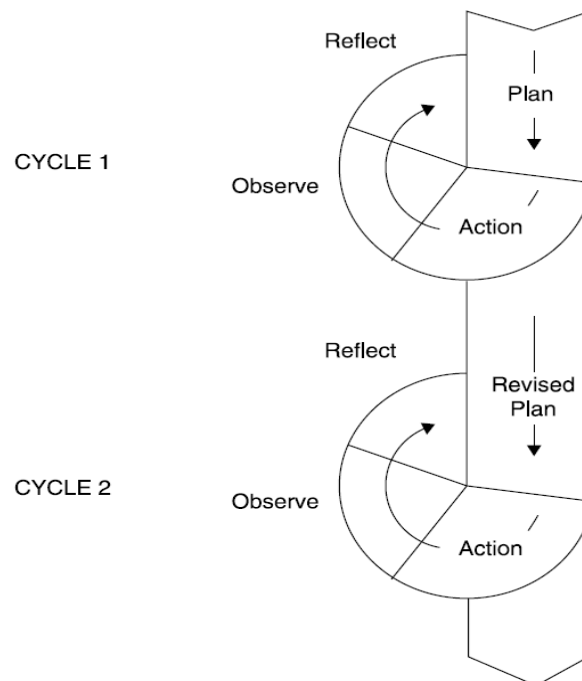 Reflect
Plan
CYCLE 1
Observe
Action
Reflect
Revised
Plan
CYCLE 2
Observe
Action